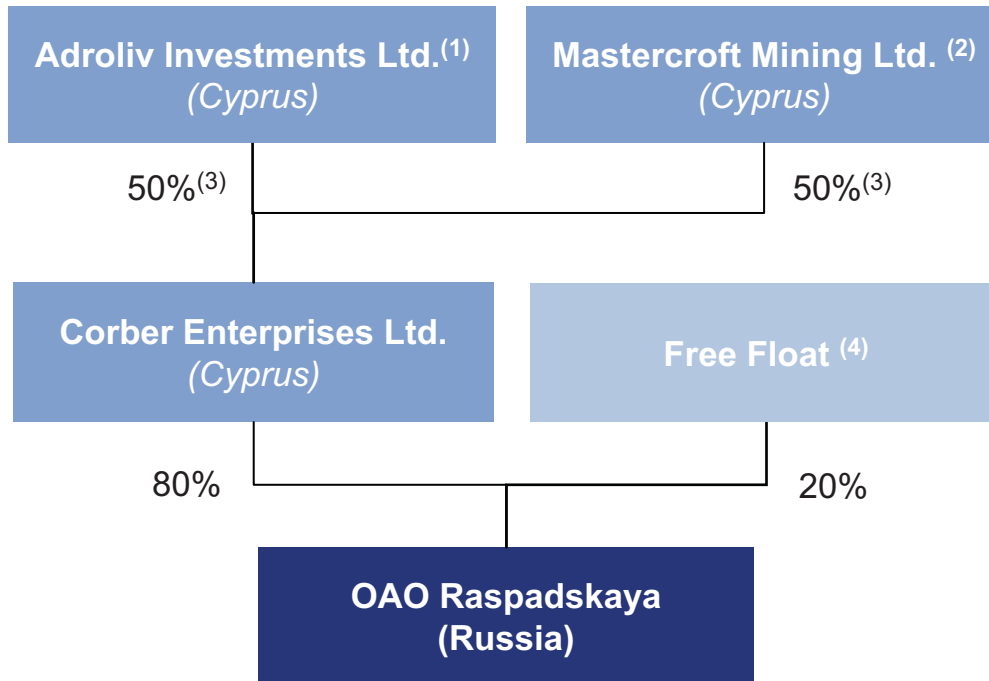 Adroliv Investments Ltd.(1)
(Cyprus)
Mastercroft Mining Ltd. (2)
(Cyprus)
50%(3)
50%(3)
Corber Enterprises Ltd.
(Cyprus)
Free Float (4)
80%
20%
OAO Raspadskaya
(Russia)